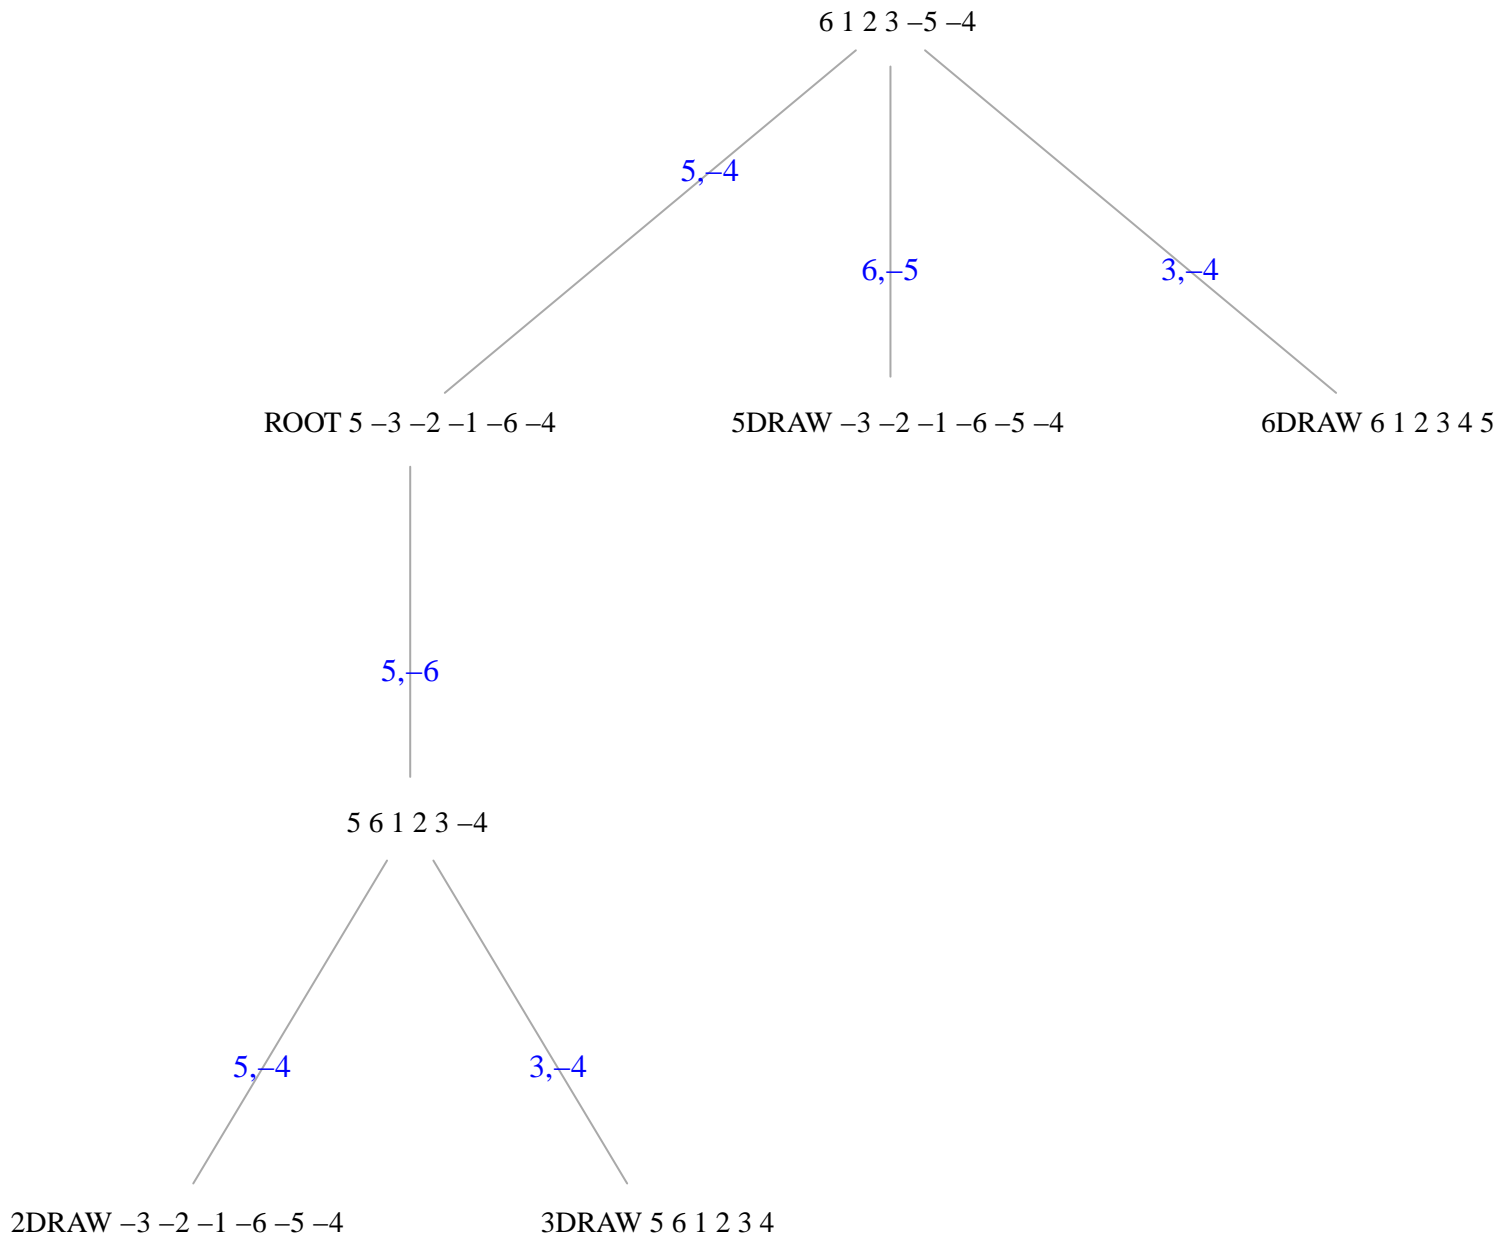 6 1 2 3 –5 –4
5,–4
6,–5
3,–4
ROOT 5 –3 –2 –1 –6 –4
5DRAW –3 –2 –1 –6 –5 –4
6DRAW 6 1 2 3 4 5
5,–6
5 6 1 2 3 –4
5,–4
3,–4
2DRAW –3 –2 –1 –6 –5 –4
3DRAW 5 6 1 2 3 4